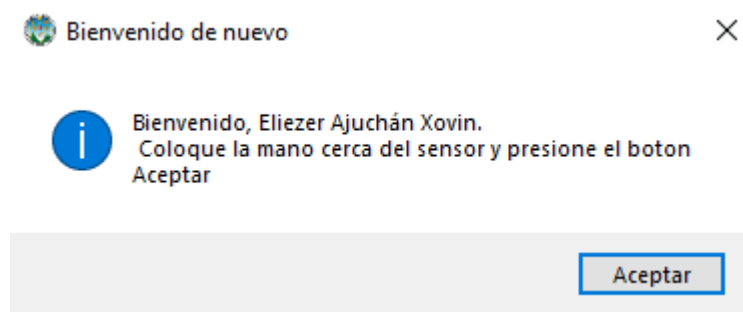 Bienvenido de nuevo
Bienvenido, Eliezer Ajuchán Xovin.
Coloque la mano cerca del sensor y presione el boton
Aceptar
Aceptar